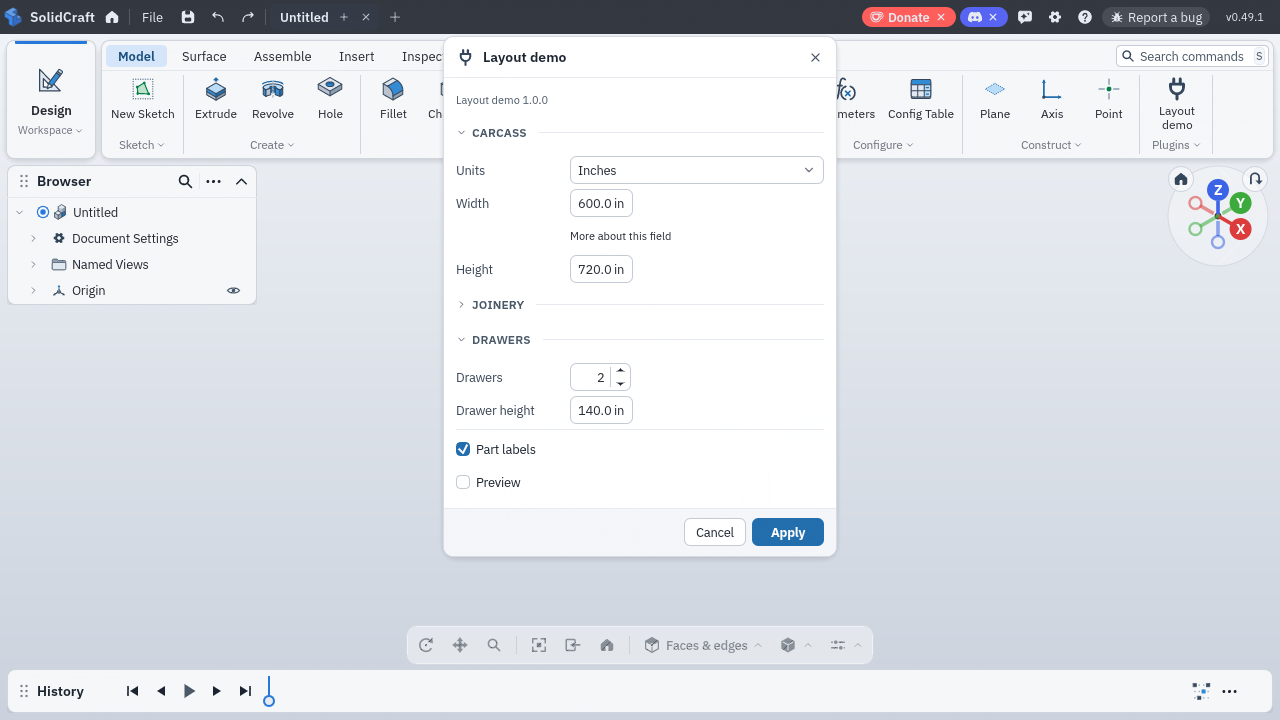 SolidCraft
File
Untitled
Donate
Report a bug
v0.49.1
Design
Workspace
Model
Surface
Assemble
Insert
Search commands
S
New Sketch
Extrude
Revolve
Hole
Fillet
Config Table
Plane
Axis
Point
Layout demo
Sketch
Create
Configure
Construct
Plugins
Browser
Untitled
Document Settings
Named Views
Origin
Z
Y
X
Layout demo
Layout demo 1.0.0
CARCASS
Units
Inches
Width
600.0 in
More about this field
Height
720.0 in
JOINERY
DRAWERS
Drawers
2
Drawer height
140.0 in
Part labels
Preview
Cancel
Apply
Faces & edges
History